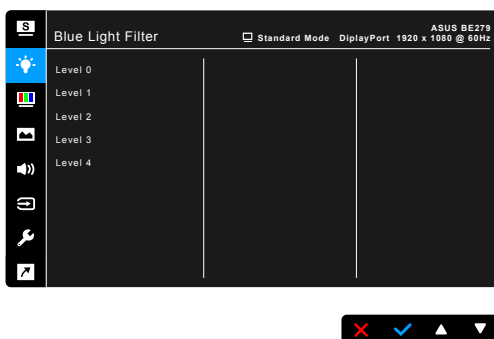 S
ASUS BE279
Blue Light Filter
Standard Mode DiplayPort 1920 x 1080 @ 60Hz
Level 0
Level 1
Level 2
Level 3
Level 4